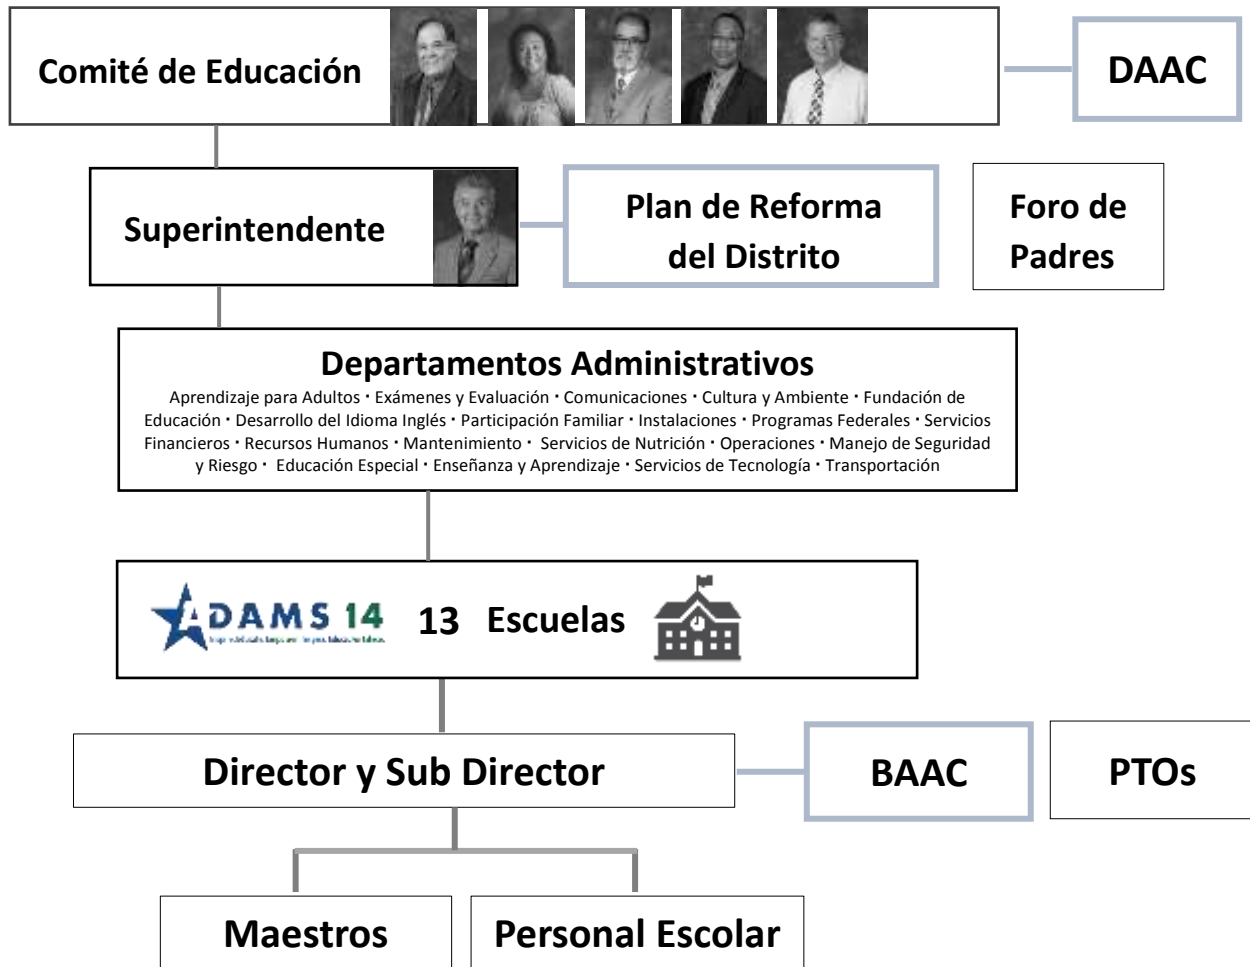 Comité de Educación
DAAC
Superintendente
Plan de Reforma
del Distrito
Foro de
Padres
Departamentos Administrativos
Aprendizaje para Adultos · Exámenes y Evaluación · Comunicaciones · Cultura y Ambiente · Fundación de
Educación · Desarrollo del Idioma Inglés · Participación Familiar · Instalaciones · Programas Federales · Servicios
Financieros · Recursos Humanos · Mantenimiento · Servicios de Nutrición · Operaciones · Manejo de Seguridad
y Riesgo · Educación Especial · Enseñanza y Aprendizaje · Servicios de Tecnología · Transportación
ADAMS 14
13 Escuelas
Director y Sub Director
BAAC
PTOs
Maestros
Personal Escolar